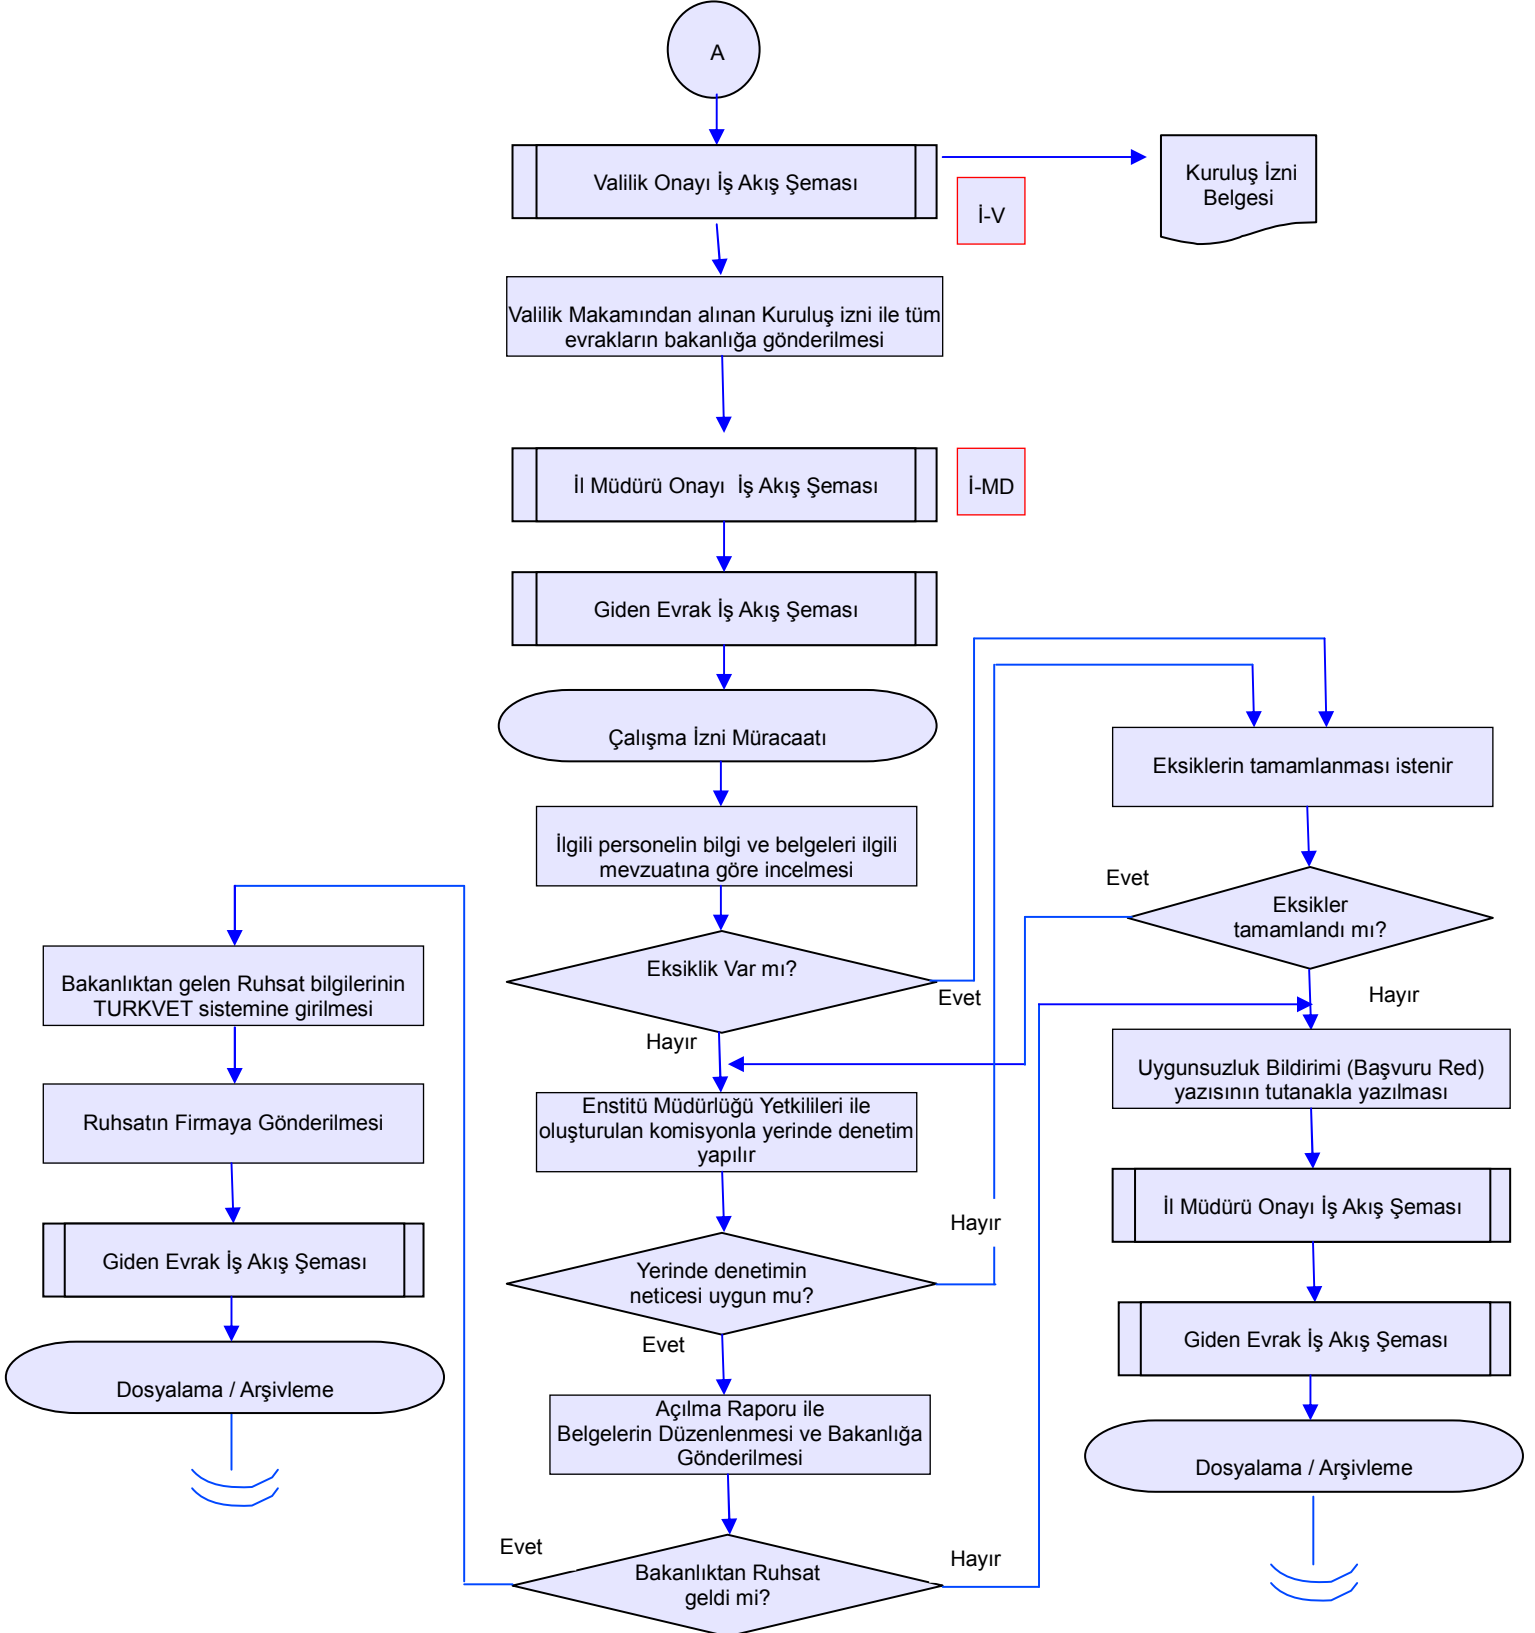 A
Valilik Onayı İş Akış Şeması
Kuruluş İzni
Belgesi
İ-V
Valilik Makamından alınan Kuruluş izni ile tüm
evrakların bakanlığa gönderilmesi
İl Müdürü Onayı  İş Akış Şeması
İ-MD
Giden Evrak İş Akış Şeması
Çalışma İzni Müracaatı
Eksiklerin tamamlanması istenir
İlgili personelin bilgi ve belgeleri ilgili
mevzuatına göre incelmesi
Evet
Eksikler
tamamlandı mı?
Eksiklik Var mı?
Evet
Hayır
Hayır
Bakanlıktan gelen Ruhsat bilgilerinin
TURKVET sistemine girilmesi
Uygunsuzluk Bildirimi (Başvuru Red)
yazısının tutanakla yazılması
Ruhsatın Firmaya Gönderilmesi
Enstitü Müdürlüğü Yetkilileri ile
oluşturulan komisyonla yerinde denetim
yapılır
İl Müdürü Onayı İş Akış Şeması
Hayır
Giden Evrak İş Akış Şeması
Yerinde denetimin
neticesi uygun mu?
Evet
Giden Evrak İş Akış Şeması
Dosyalama / Arşivleme
Açılma Raporu ile
Belgelerin Düzenlenmesi ve Bakanlığa
Gönderilmesi
Dosyalama / Arşivleme
Evet
Hayır
Bakanlıktan Ruhsat
geldi mi?